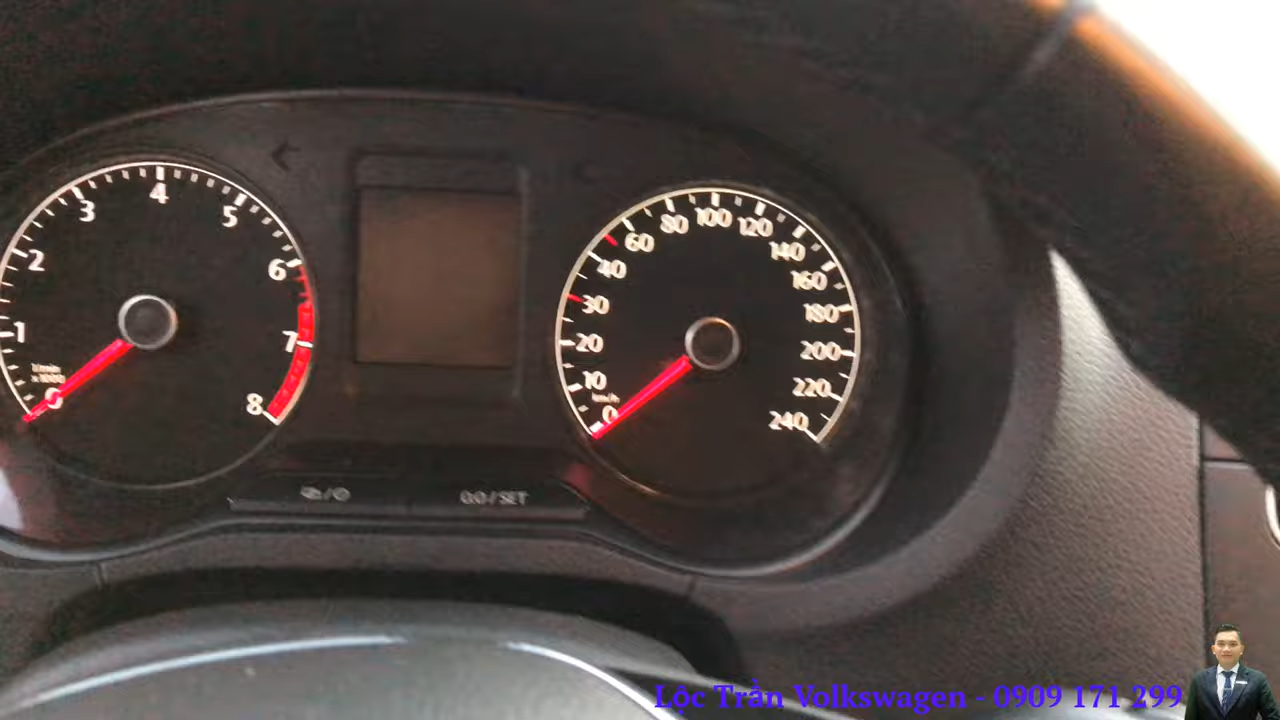 0 1 2 3 4 5 6 7 8
1/min
x1000
0 10 20 30 40 60 80 100 120 140 160 180 200 220 240
km/h
0.0 / SET
Lộc Trần Volkswagen - 0909 171 299